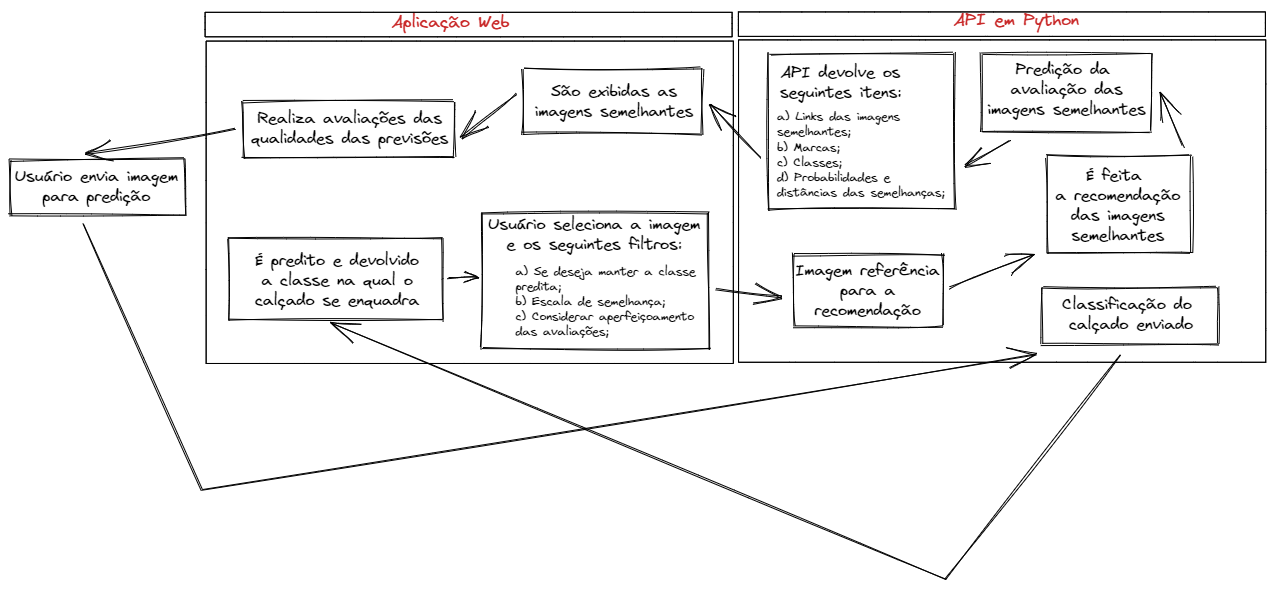 Aplicação Web
API em Python
Usuário envia imagem
para predição
Realiza avaliações das
qualidades das previsões
São exibidas as
imagens semelhantes
É predito e devolvido
a classe na qual o
calçado se enquadra
Usuário seleciona a imagem
e os seguintes filtros:
a) Se deseja manter a classe
predita;
b) Escala de semelhança;
c) Considerar aperfeiçoamento
das avaliações;
API devolve os
seguintes itens:
a) Links das imagens
semelhantes;
b) Marcas;
c) Classes;
d) Probabilidades e
distâncias das semelhanças;
Predição da
avaliação das
imagens semelhantes
É feita
a recomendação
das imagens
semelhantes
Imagem referência
para a
recomendação
Classificação do
calçado enviado